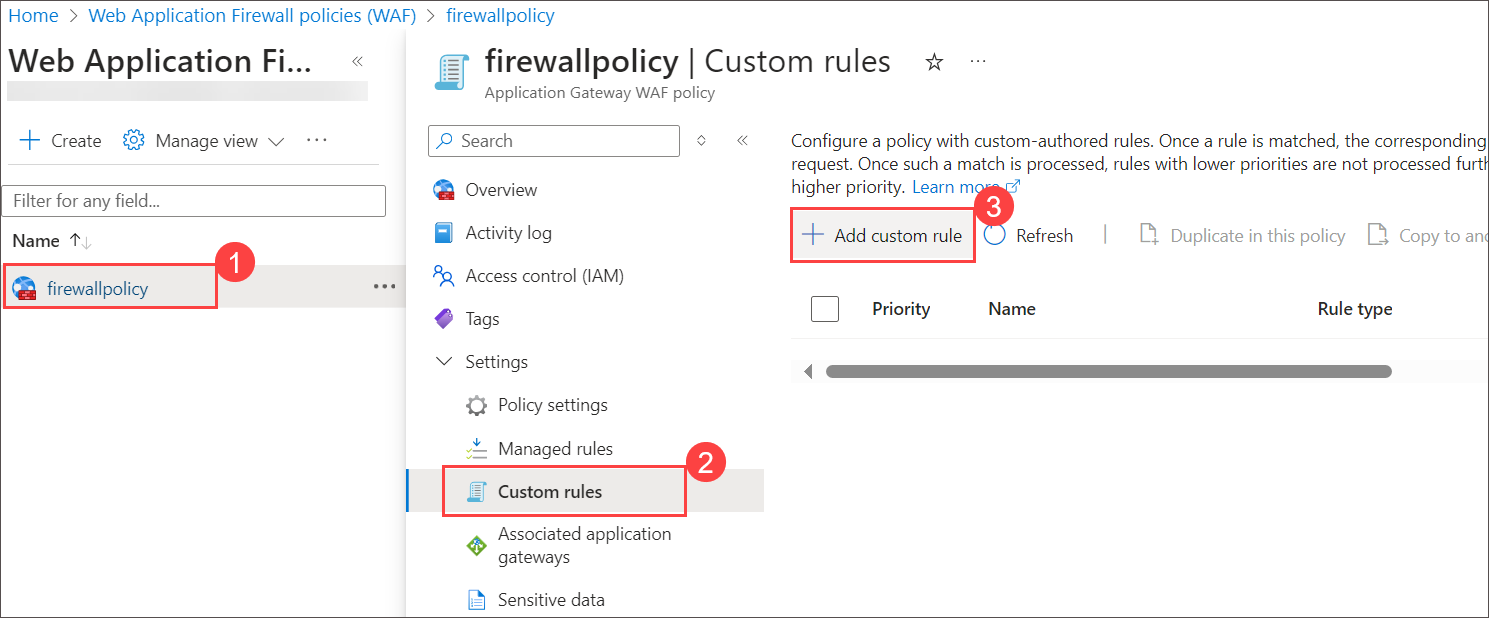 Home > Web Application Firewall policies (WAF) > firewallpolicy
Web Application Fi...
Create
Manage view
Filter for any field...
Name
firewallpolicy
1
firewallpolicy | Custom rules
Application Gateway WAF policy
Search
Overview
Activity log
Access control (IAM)
Tags
Settings
Policy settings
Managed rules
Custom rules
2
Associated application
gateways
Sensitive data
Configure a policy with custom-authored rules. Once a rule is matched, the corresponding
request. Once such a match is processed, rules with lower priorities are not processed furth
higher priority. Learn more
3
Add custom rule
Refresh
Duplicate in this policy
Copy to ano
Priority
Name
Rule type